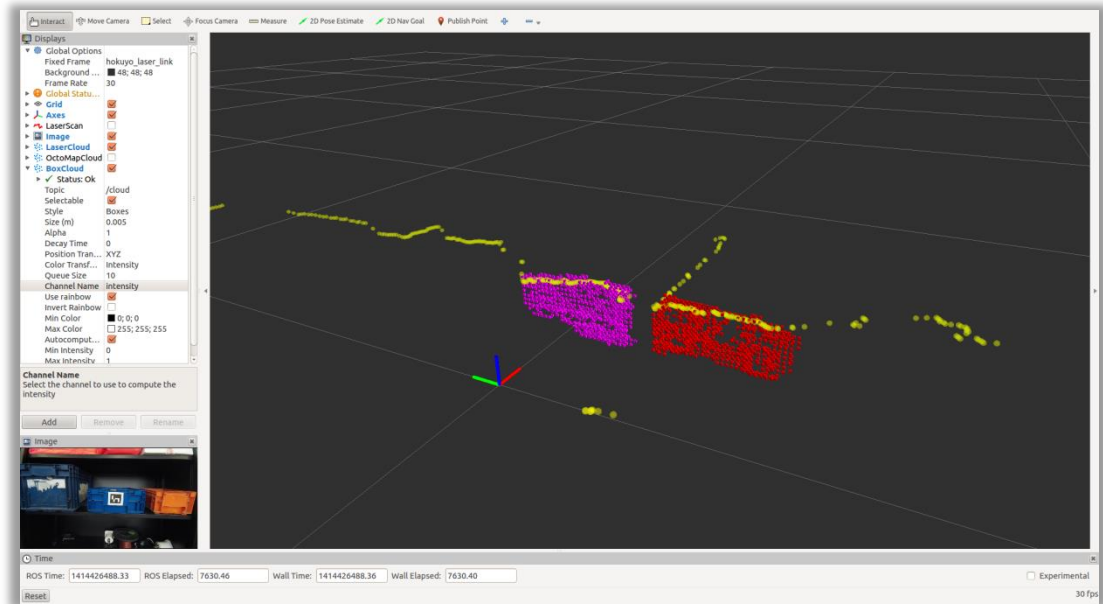 Interact Move Camera Select Focus Camera Measure 2D Pose Estimate 2D Nav Goal Publish Point
Displays
Global Options
Fixed Frame hokuyo_laser_link
Background ... 48; 48; 48
Frame Rate 30
Global Statu...
Grid
Axes
LaserScan
Image
LaserCloud
OctoMapCloud
BoxCloud
Status: Ok
Topic /cloud
Selectable
Style Boxes
Size (m) 0.005
Alpha 1
Decay Time 0
Position Tran... XYZ
Color Transf... Intensity
Queue Size 10
Channel Name intensity
Use rainbow
Invert Rainbow
Min Color 0; 0; 0
Max Color 255; 255; 255
Autocomput...
Min Intensity 0
Max Intensity 1
Channel Name
Select the channel to use to compute the
intensity
Add Remove Rename
Image
Time
ROS Time: 1414426488.33 ROS Elapsed: 7630.46 Wall Time: 1414426488.36 Wall Elapsed: 7630.40 Experimental
Reset 30 fps